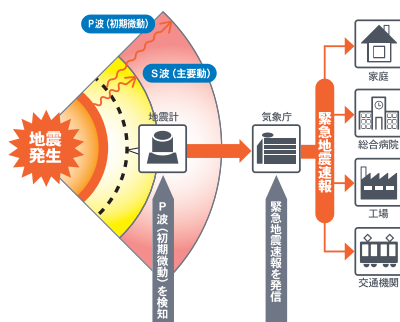 P波（初期微動）
S波（主要動）
地震
発生
地震計
気象庁
緊急地震速報
家庭
総合病院
工場
交通機関
P波（初期微動）を検知
緊急地震速報を発信